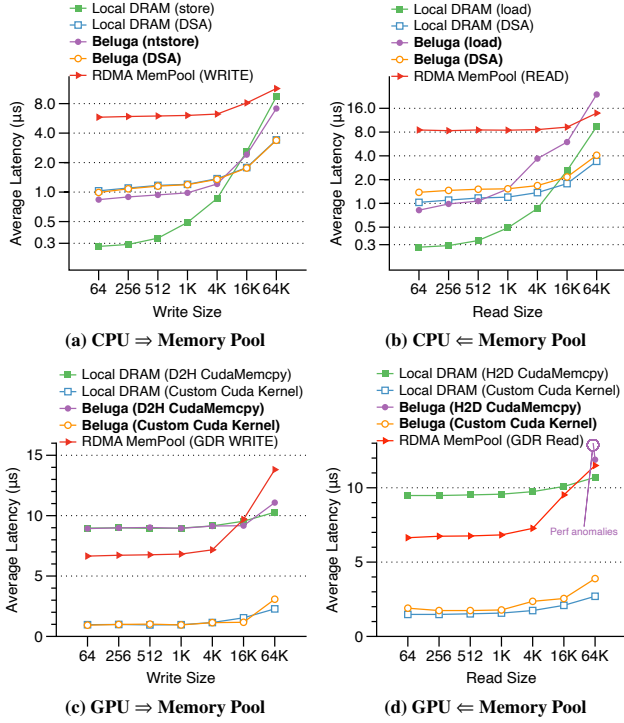 Local DRAM (store)
Local DRAM (DSA)
Beluga (ntstore)
Beluga (DSA)
RDMA MemPool (WRITE)
Average Latency (μs)
8.0
4.0
2.0
1.0
0.5
0.3
64 256 512 1K 4K 16K 64K
Write Size
(a) CPU ⇒ Memory Pool
Local DRAM (load)
Local DRAM (DSA)
Beluga (load)
Beluga (DSA)
RDMA MemPool (READ)
Average Latency (μs)
16.0
8.0
4.0
2.0
1.0
0.5
0.3
64 256 512 1K 4K 16K 64K
Read Size
(b) CPU ⇐ Memory Pool
Local DRAM (D2H CudaMemcpy)
Local DRAM (Custom Cuda Kernel)
Beluga (D2H CudaMemcpy)
Beluga (Custom Cuda Kernel)
RDMA MemPool (GDR WRITE)
Average Latency (μs)
15
10
5
0
64 256 512 1K 4K 16K 64K
Write Size
(c) GPU ⇒ Memory Pool
Local DRAM (H2D CudaMemcpy)
Local DRAM (Custom Cuda Kernel)
Beluga (H2D CudaMemcpy)
Beluga (Custom Cuda Kernel)
RDMA MemPool (GDR Read)
Average Latency (μs)
10
5
0
Perf anomalies
64 256 512 1K 4K 16K 64K
Read Size
(d) GPU ⇐ Memory Pool